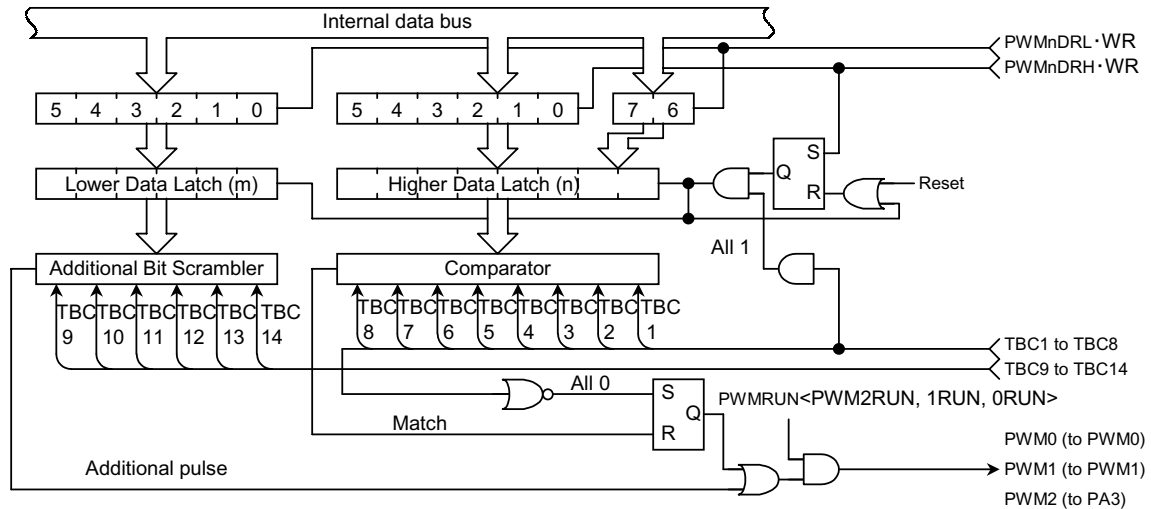 Internal data bus
PWMnDRL・WR
PWMnDRH・WR
5 4 3 2 1 0
5 4 3 2 1 0
7 6
S
Q
R
Reset
Lower Data Latch (m)
Higher Data Latch (n)
All 1
Additional Bit Scrambler
Comparator
TBC TBC TBC TBC TBC TBC
9 10 11 12 13 14
TBC TBC TBC TBC TBC TBC TBC TBC
8 7 6 5 4 3 2 1
TBC1 to TBC8
TBC9 to TBC14
All 0
S
Q
R
PWMRUN<PWM2RUN, 1RUN, 0RUN>
Match
Additional pulse
PWM0 (to PWM0)
PWM1 (to PWM1)
PWM2 (to PA3)